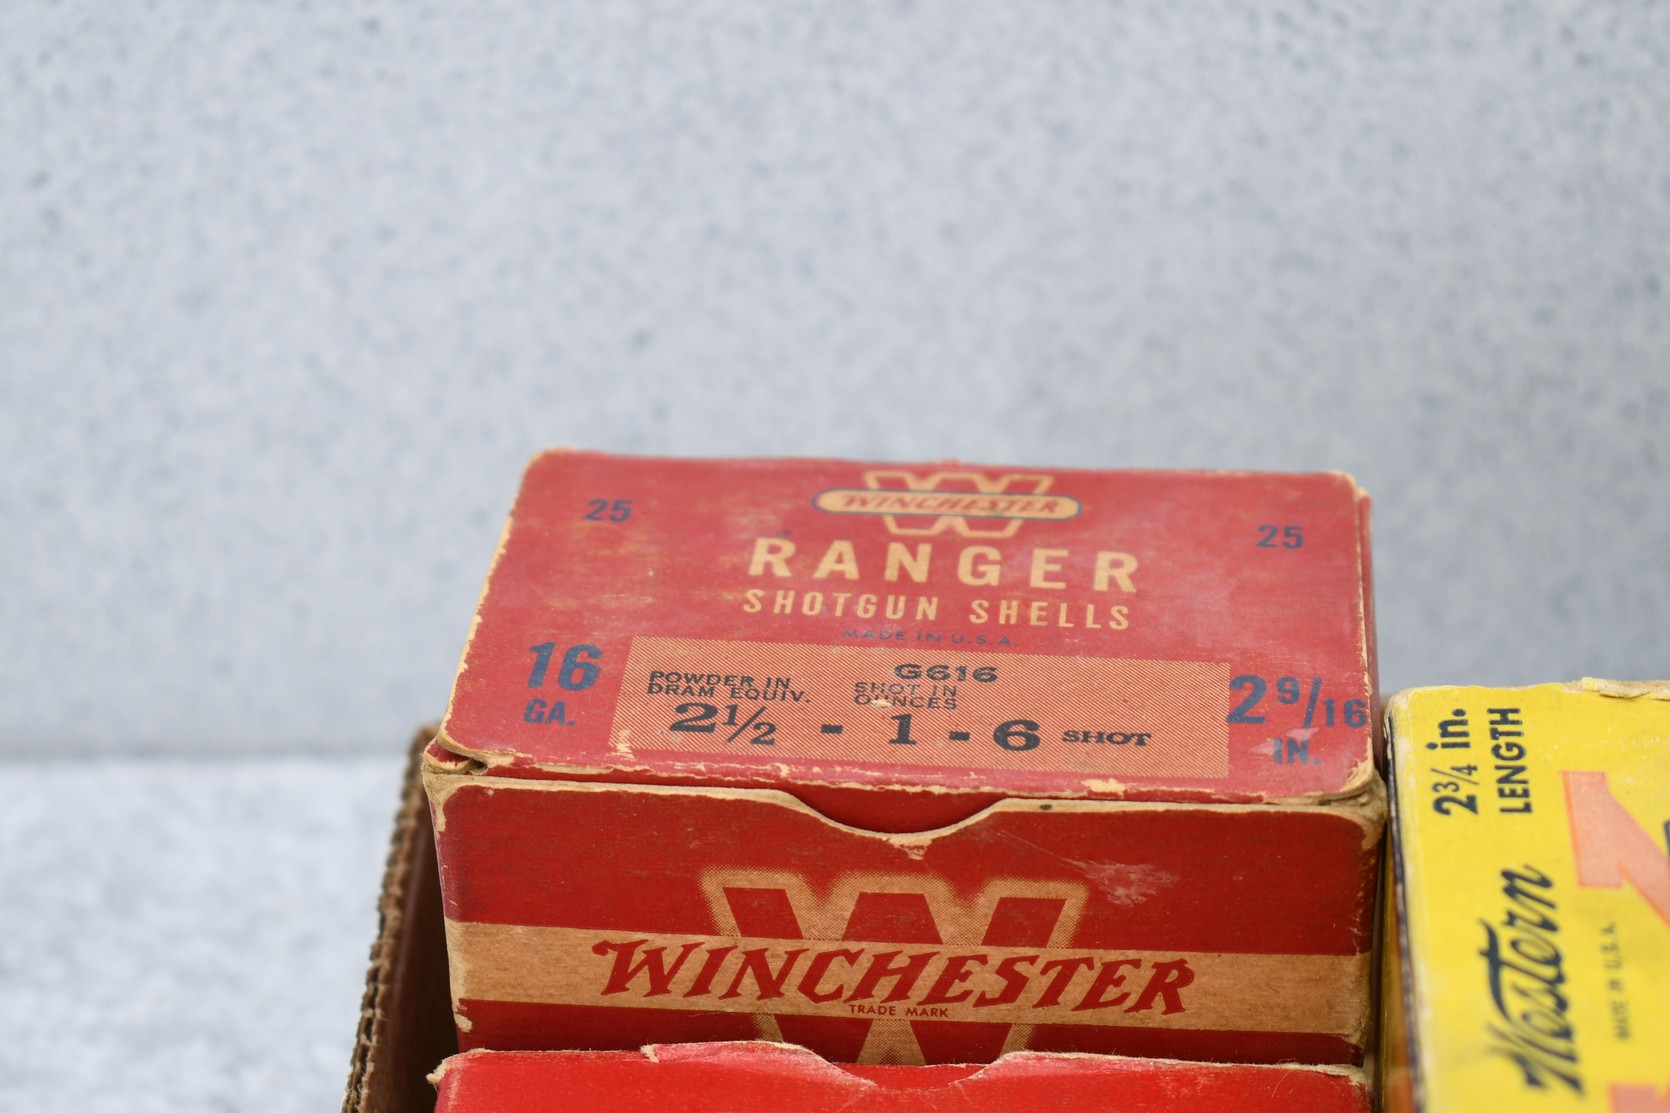 WINCHESTER
25
25
RANGER
SHOTGUN SHELLS
MADE IN U.S.A.
16
GA.
G616
POWDER IN
DRAM EQUIV.
SHOT IN
OUNCES
2½ - 1 - 6 SHOT
2 9/16
IN.
WINCHESTER
TRADE MARK
2¾ in.
LENGTH
Western
MADE IN U.S.A.